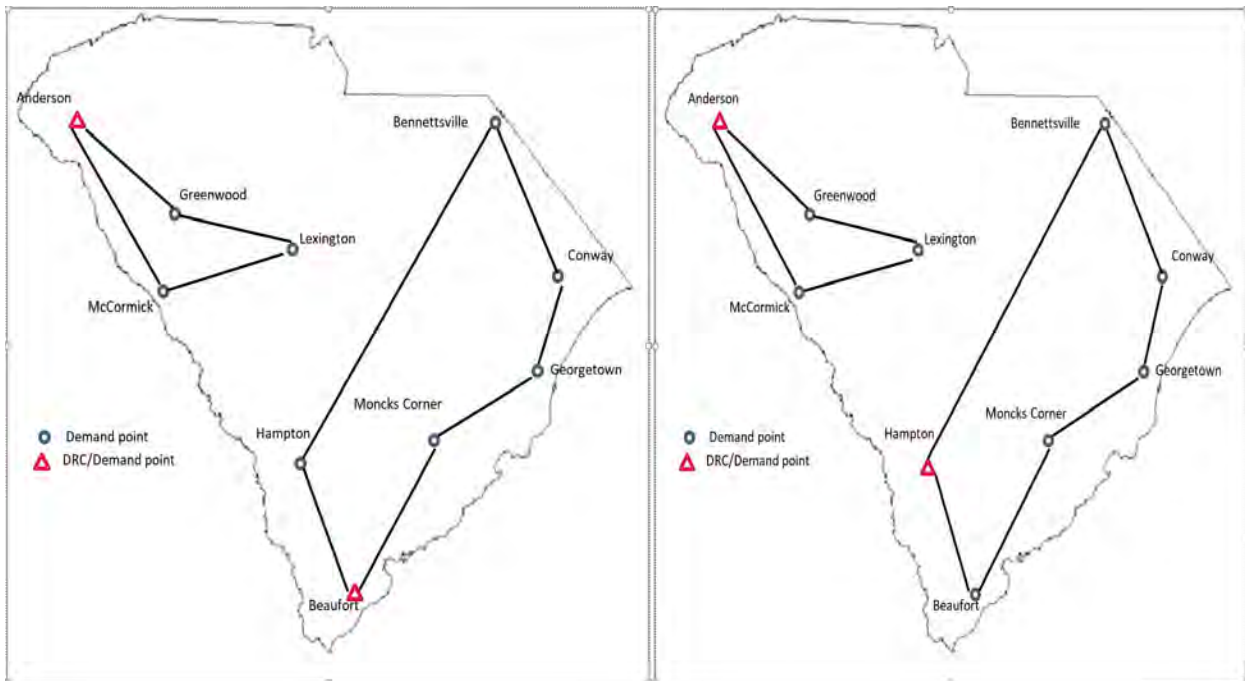 Anderson
Bennettsville
Greenwood
Lexington
Conway
McCormick
Georgetown
Moncks Corner
Hampton
Demand point
DRC/Demand point
Beaufort
Anderson
Bennettsville
Greenwood
Lexington
Conway
McCormick
Georgetown
Moncks Corner
Hampton
Demand point
DRC/Demand point
Beaufort